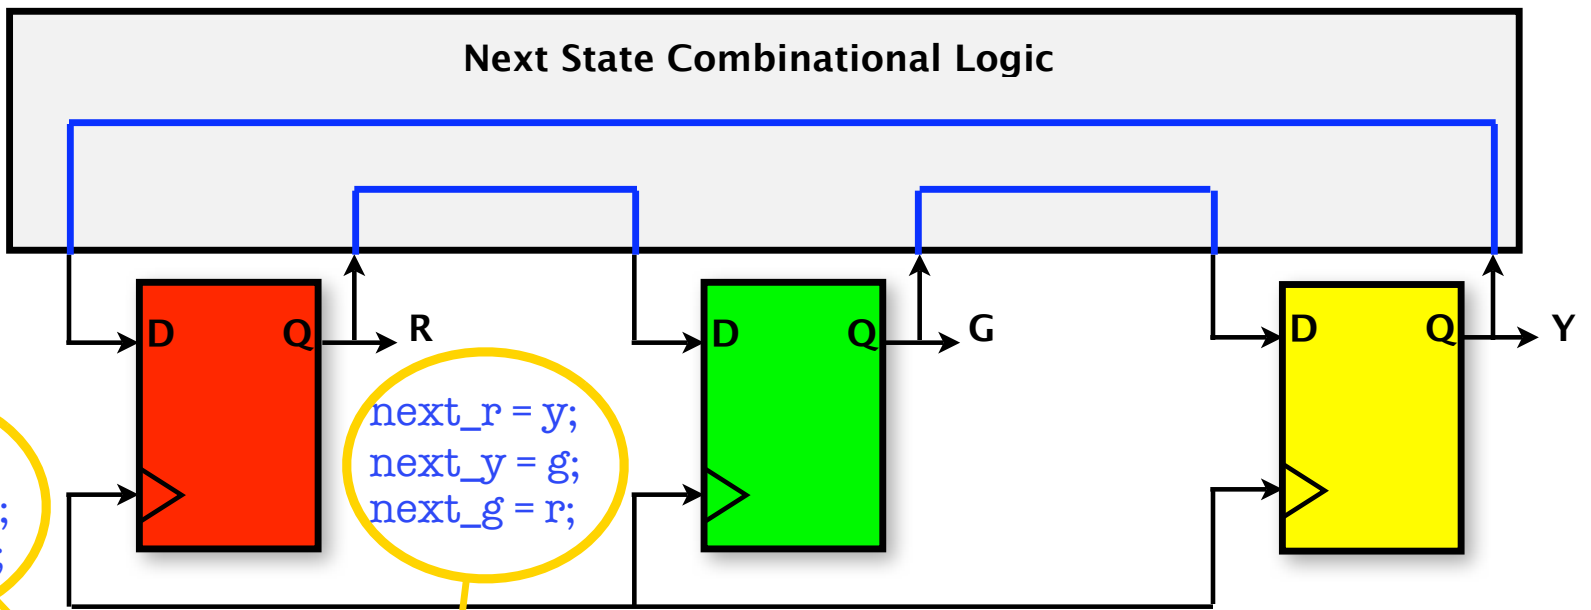 Next State Combinational Logic
D Q R
D Q G
D Q Y
next_r = y;
next_y = g;
next_g = r;
;
;